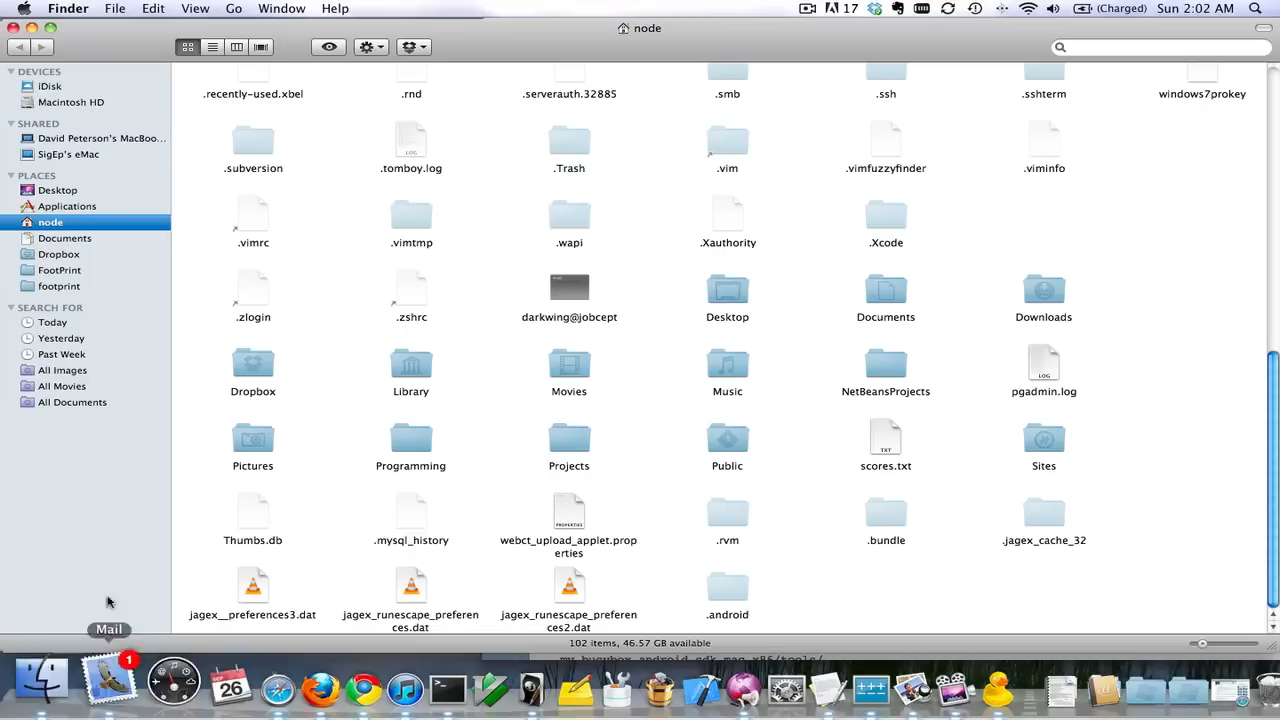 Finder File Edit View Go Window Help 17 (Charged) Sun 2:02 AM
node
DEVICES
iDisk
Macintosh HD
SHARED
David Peterson's MacBoo...
SigEp's eMac
PLACES
Desktop
Applications
node
Documents
Dropbox
FootPrint
footprint
SEARCH FOR
Today
Yesterday
Past Week
All Images
All Movies
All Documents
.recently-used.xbel .rnd .serverauth.32885 .smb .ssh .sshterm windows7prokey
LOG
.subversion .tomboy.log .Trash .vim .vimfuzzyfinder .viminfo
.vimrc .vimtmp .wapi .Xauthority .Xcode
.zlogin .zshrc darkwing@jobcept Desktop Documents Downloads
LOG
Dropbox Library Movies Music NetBeansProjects pgadmin.log
TXT
Pictures Programming Projects Public scores.txt Sites
PROPERTIES
Thumbs.db .mysql_history webct_upload_applet.prop .rvm .bundle .jagex_cache_32
erties
jagex__preferences3.dat jagex_runescape_preferen jagex_runescape_preferen .android
ces.dat ces2.dat
102 items, 46.57 GB available
Mail
1
26